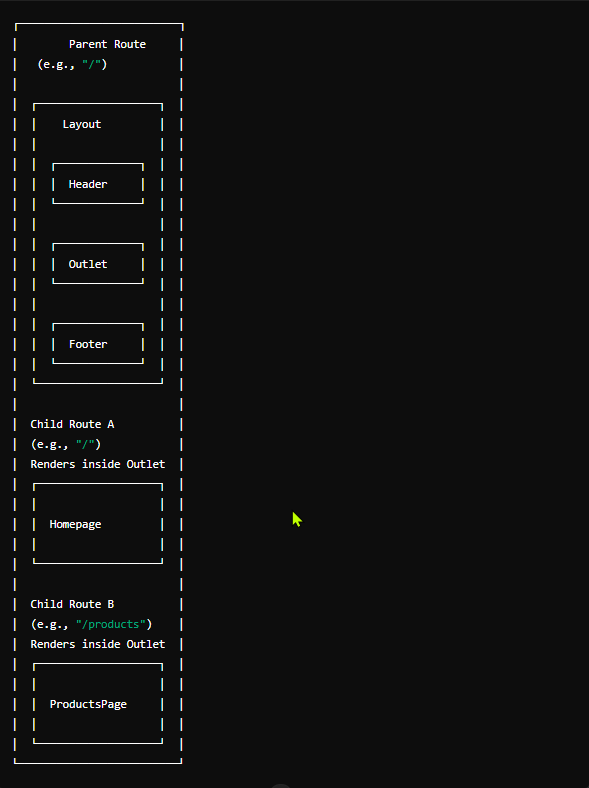 Parent Route
(e.g., "/")
Layout
Header
Outlet
Footer
Child Route A
(e.g., "/")
Renders inside Outlet
Homepage
Child Route B
(e.g., "/products")
Renders inside Outlet
ProductsPage